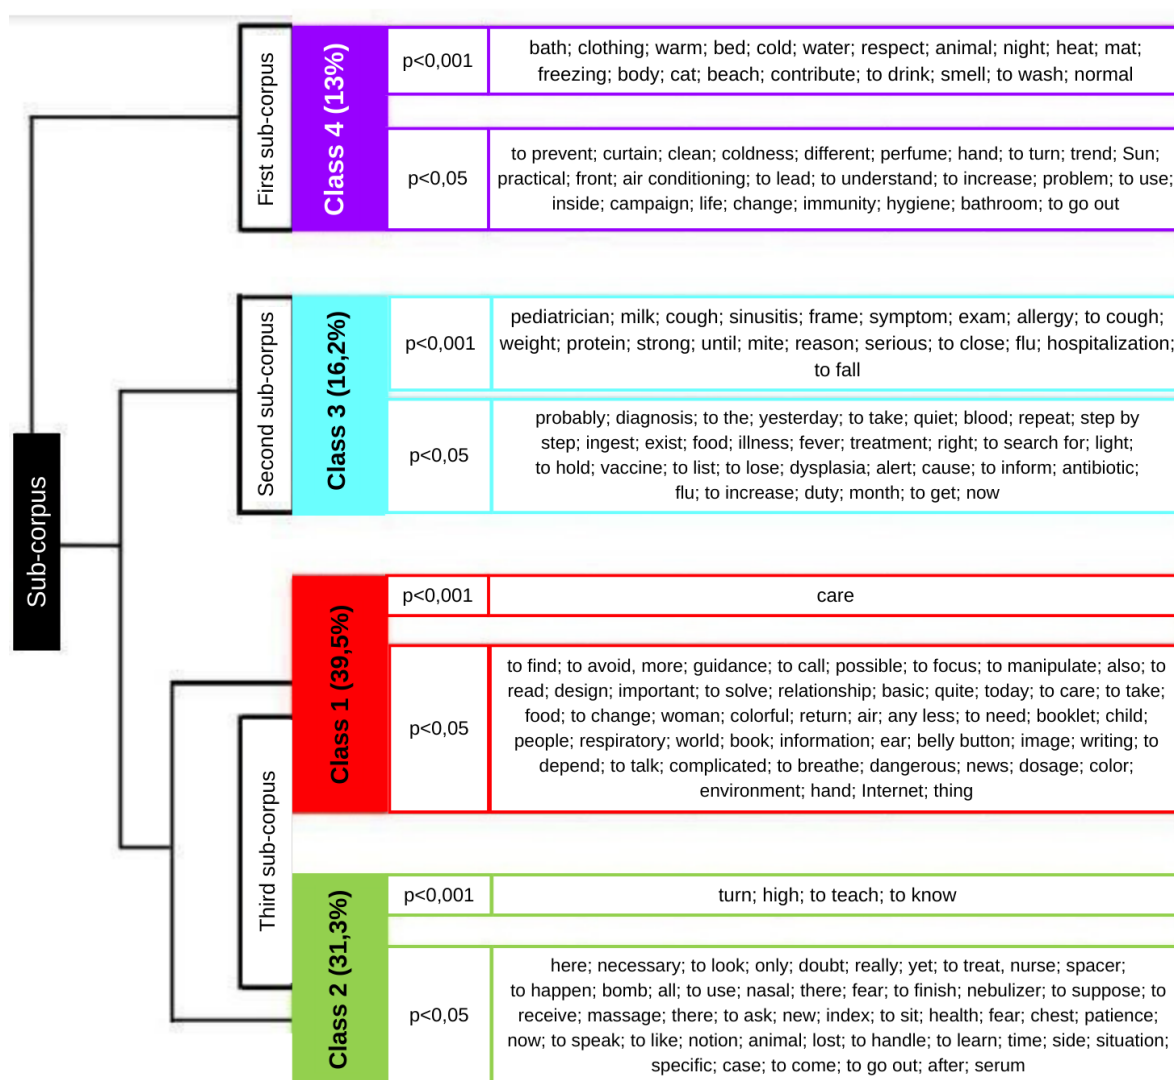 Sub-corpus
First sub-corpus
Class 4 (13%)
p<0,001
bath; clothing; warm; bed; cold; water; respect; animal; night; heat; mat;
freezing; body; cat; beach; contribute; to drink; smell; to wash; normal
p<0,05
to prevent; curtain; clean; coldness; different; perfume; hand; to turn; trend; Sun;
practical; front; air conditioning; to lead; to understand; to increase; problem; to use;
inside; campaign; life; change; immunity; hygiene; bathroom; to go out
Second sub-corpus
Class 3 (16,2%)
p<0,001
pediatrician; milk; cough; sinusitis; frame; symptom; exam; allergy; to cough;
weight; protein; strong; until; mite; reason; serious; to close; flu; hospitalization;
to fall
p<0,05
probably; diagnosis; to the; yesterday; to take; quiet; blood; repeat; step by
step; ingest; exist; food; illness; fever; treatment; right; to search for; light;
to hold; vaccine; to list; to lose; dysplasia; alert; cause; to inform; antibiotic;
flu; to increase; duty; month; to get; now
Third sub-corpus
Class 1 (39,5%)
p<0,001
care
p<0,05
to find; to avoid, more; guidance; to call; possible; to focus; to manipulate; also; to
read; design; important; to solve; relationship; basic; quite; today; to care; to take;
food; to change; woman; colorful; return; air; any less; to need; booklet; child;
people; respiratory; world; book; information; ear; belly button; image; writing; to
depend; to talk; complicated; to breathe; dangerous; news; dosage; color;
environment; hand; Internet; thing
Class 2 (31,3%)
p<0,001
turn; high; to teach; to know
p<0,05
here; necessary; to look; only; doubt; really; yet; to treat, nurse; spacer;
to happen; bomb; all; to use; nasal; there; fear; to finish; nebulizer; to suppose; to
receive; massage; there; to ask; new; index; to sit; health; fear; chest; patience;
now; to speak; to like; notion; animal; lost; to handle; to learn; time; side; situation;
specific; case; to come; to go out; after; serum